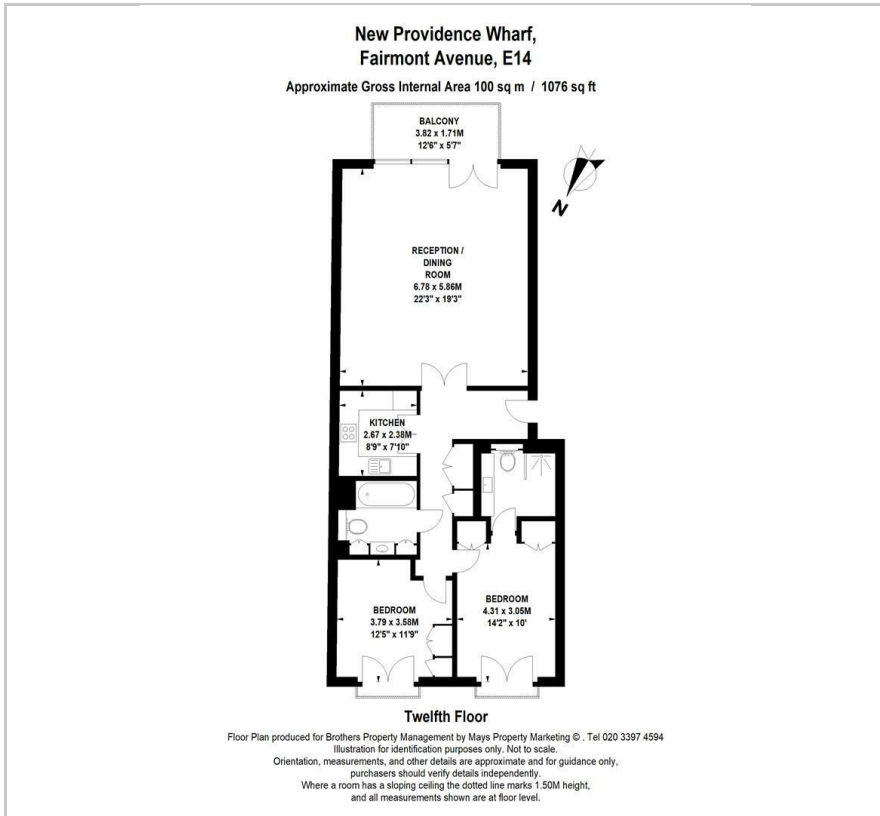 New Providence Wharf,
Fairmont Avenue, E14
Approximate Gross Internal Area 100 sq m / 1076 sq ft
BALCONY
3.82 x 1.71M
12'6" x 5'7"
N
RECEPTION /
DINING
ROOM
6.78 x 5.86M
22'3" x 19'3"
KITCHEN
2.67 x 2.38M
8'9" x 7'10"
BEDROOM
3.79 x 3.58M
12'5" x 11'9"
BEDROOM
4.31 x 3.05M
14'2" x 10'
Twelfth Floor
Floor Plan produced for Brothers Property Management by Mays Property Marketing © . Tel 020 3397 4594
Illustration for identification purposes only. Not to scale.
Orientation, measurements, and other details are approximate and for guidance only,
purchasers should verify details independently.
Where a room has a sloping ceiling the dotted line marks 1.50M height,
and all measurements shown are at floor level.